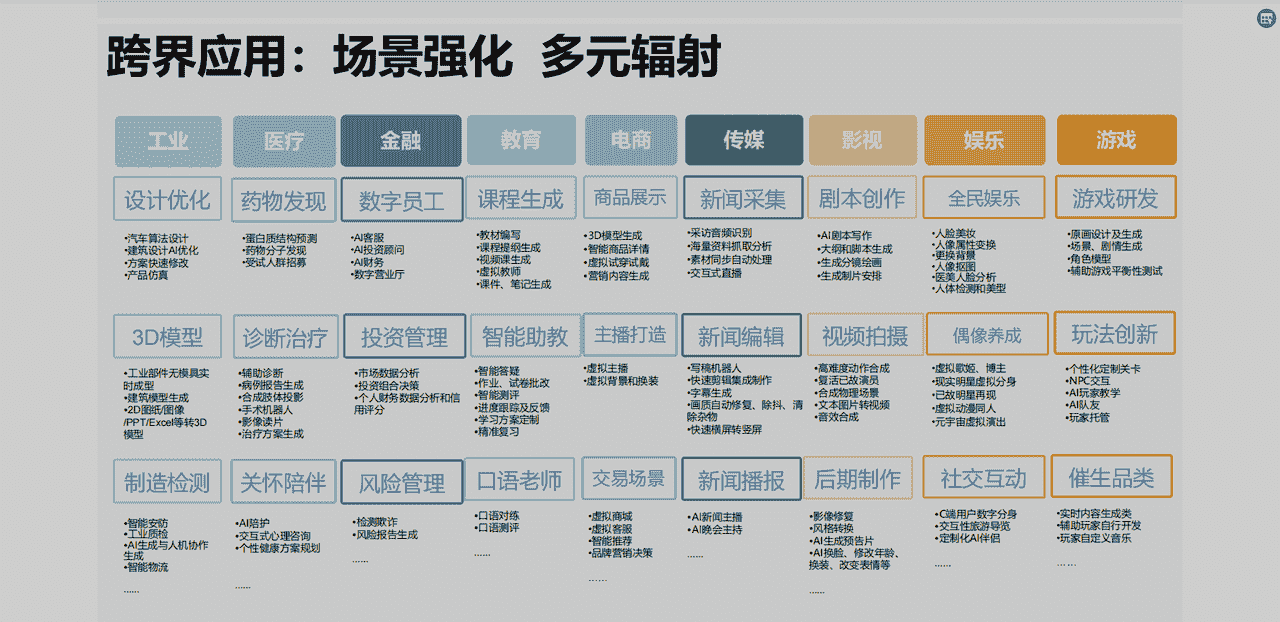 跨界应用：场景强化 多元辐射
工业 医疗 金融 教育 电商 传媒 影视 娱乐 游戏
设计优化 药物发现 数字员工 课程生成 商品展示 新闻采集 剧本创作 全民娱乐 游戏研发
•汽车算法设计
•建筑设计AI优化
•方案快速修改
•产品仿真
•蛋白质结构预测
•药物分子发现
•受试人群招募
•AI客服
•AI投资顾问
•AI财务
•数字营业厅
•教材编写
•课程提纲生成
•视频课生成
•虚拟教师
•课件、笔记生成
•3D模型生成
•智能商品详情
•虚拟试穿试戴
•营销内容生成
•采访音频识别
•海量资料抓取分析
•素材同步自动处理
•交互式直播
•AI剧本写作
•大纲和脚本生成
•生成分镜绘画
•生成制片安排
•人脸美妆
•人像属性变换
•更换背景
•人像抠图
•医美人脸分析
•人体检测和美型
•原画设计及生成
•场景、剧情生成
•角色模型
•辅助游戏平衡性测试
3D模型 诊断治疗 投资管理 智能助教 主播打造 新闻编辑 视频拍摄 偶像养成 玩法创新
•工业部件无模具实
时成型
•建筑模型生成
•2D图纸/图像
/PPT/Excel等转3D
模型
•辅助诊断
•病例报告生成
•合成肢体投影
•手术机器人
•影像读片
•治疗方案生成
•市场数据分析
•投资组合决策
•个人财务数据分析和信
用评分
•智能答疑
•作业、试卷批改
•智能测评
•进度跟踪及反馈
•学习方案定制
•精准复习
•虚拟主播
•虚拟背景和换装
•写稿机器人
•快速剪辑集成制作
•字幕生成
•画质自动修复、除抖、清
除杂物
•快速横屏转竖屏
•高难度动作合成
•复活已故演员
•合成物理场景
•文本图片转视频
•音效合成
•虚拟歌姬、博主
•现实明星虚拟分身
•已故明星再现
•虚拟动漫同人
•元宇宙虚拟演出
•个性化定制关卡
•NPC交互
•AI玩家教学
•AI队友
•玩家托管
制造检测 关怀陪伴 风险管理 口语老师 交易场景 新闻播报 后期制作 社交互动 催生品类
•智能安防
•工业质检
•AI生成与人机协作
生成
•智能物流
......
•AI陪护
•交互式心理咨询
•个性健康方案规划
......
•检测欺诈
•风险报告生成
......
•口语对练
•口语测评
......
•虚拟商城
•虚拟客服
•智能推荐
•品牌营销决策
......
•AI新闻主播
•AI晚会主持
......
•影像修复
•风格转换
•AI生成预告片
•AI换脸、修改年龄、
换装、改变表情等
......
•C端用户数字分身
•交互性旅游导览
•定制化AI伴侣
......
•实时内容生成类
•辅助玩家自行开发
•玩家自定义音乐
......